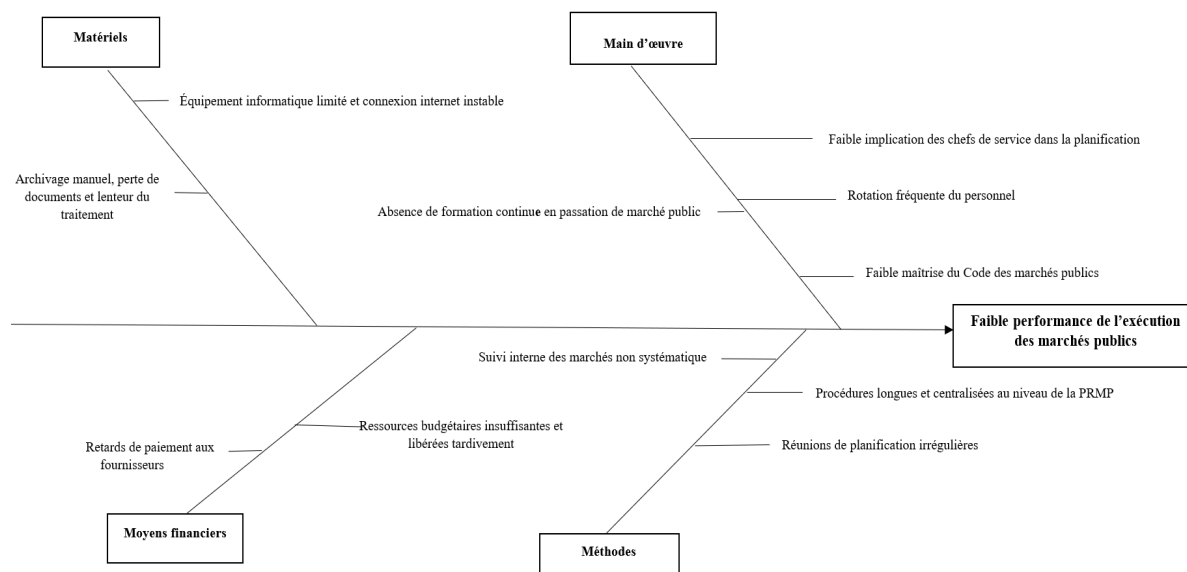 Matériels
Main d’œuvre
Équipement informatique limité et connexion internet instable
Faible implication des chefs de service dans la planification
Archivage manuel, perte de
documents et lenteur du
traitement
Rotation fréquente du personnel
Absence de formation continue en passation de marché public
Faible maîtrise du Code des marchés publics
Faible performance de l’exécution
des marchés publics
Suivi interne des marchés non systématique
Procédures longues et centralisées au niveau de la PRMP
Ressources budgétaires insuffisantes et
libérées tardivement
Retards de paiement aux
fournisseurs
Réunions de planification irrégulières
Moyens financiers
Méthodes